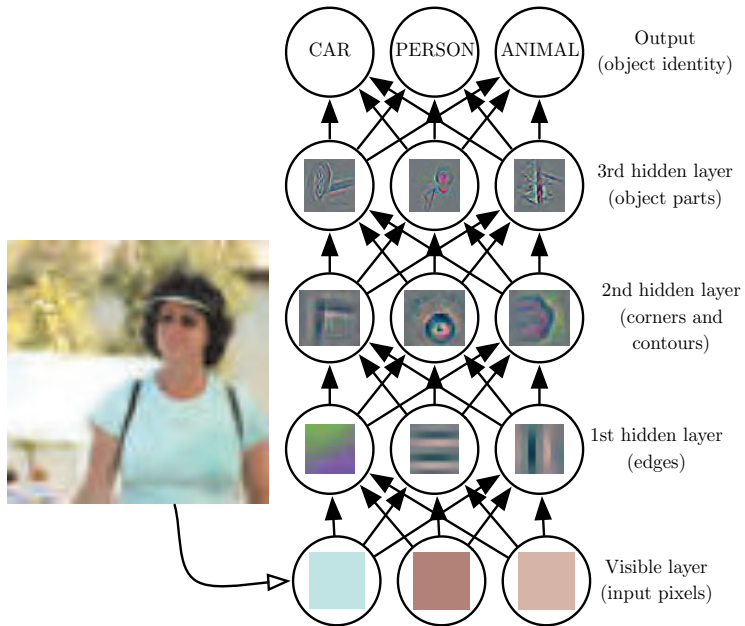 CAR PERSON ANIMAL
Output
(object identity)
3rd hidden layer
(object parts)
2nd hidden layer
(corners and
contours)
1st hidden layer
(edges)
Visible layer
(input pixels)